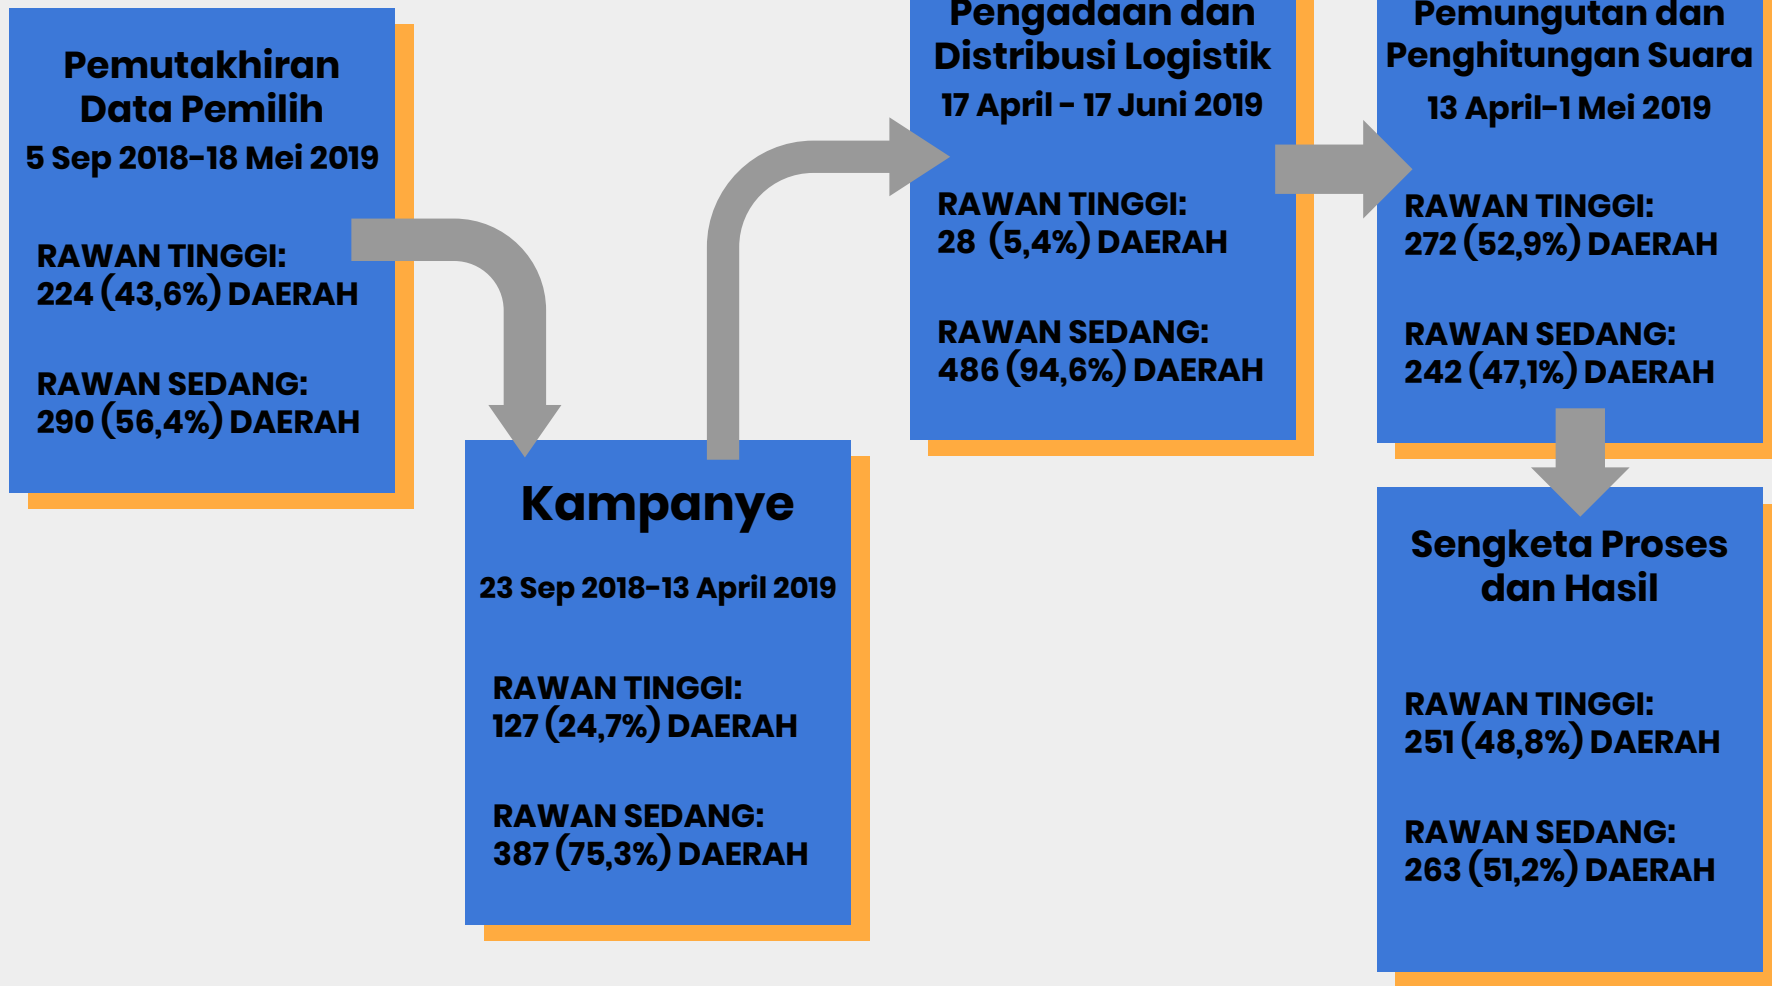 Pemutakhiran
Data Pemilih
5 Sep 2018-18 Mei 2019
RAWAN TINGGI:
224 (43,6%) DAERAH
RAWAN SEDANG:
290 (56,4%) DAERAH
Kampanye
23 Sep 2018-13 April 2019
RAWAN TINGGI:
127 (24,7%) DAERAH
RAWAN SEDANG:
387 (75,3%) DAERAH
Pengadaan dan
Distribusi Logistik
17 April - 17 Juni 2019
RAWAN TINGGI:
28 (5,4%) DAERAH
RAWAN SEDANG:
486 (94,6%) DAERAH
Pemungutan dan
Penghitungan Suara
13 April-1 Mei 2019
RAWAN TINGGI:
272 (52,9%) DAERAH
RAWAN SEDANG:
242 (47,1%) DAERAH
Sengketa Proses
dan Hasil
RAWAN TINGGI:
251 (48,8%) DAERAH
RAWAN SEDANG:
263 (51,2%) DAERAH